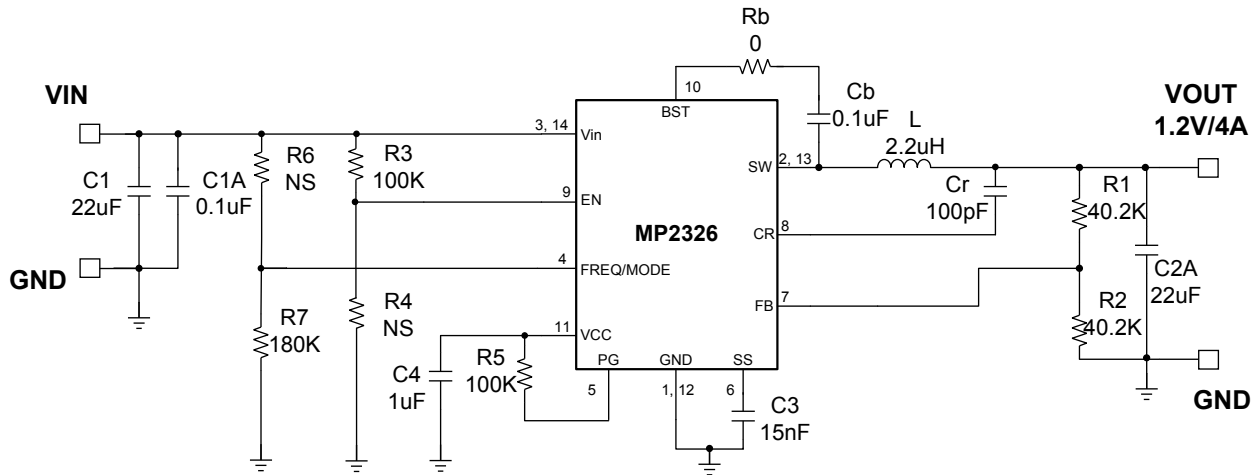 Rb
0
10
BST
Cb
0.1uF
VIN
VOUT
1.2V/4A
3, 14
Vin
L
2.2uH
SW
2, 13
C1
22uF
C1A
0.1uF
R6
NS
R3
100K
9
EN
Cr
100pF
R1
40.2K
MP2326
CR
8
GND
4
FREQ/MODE
C2A
22uF
FB
7
R2
40.2K
R7
180K
R4
NS
11
VCC
C4
1uF
R5
100K
PG
GND
SS
5
1, 12
6
C3
15nF
GND